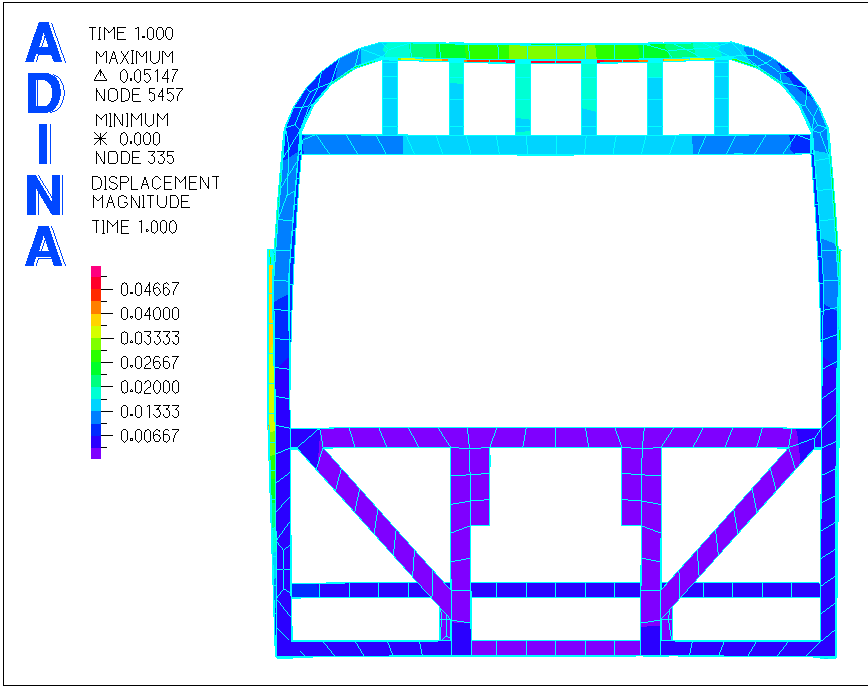 ADINA
TIME 1.000
MAXIMUM
△ 0.05147
NODE 5457
MINIMUM
✳ 0.000
NODE 335
DISPLACEMENT
MAGNITUDE
TIME 1.000
0.04667
0.04000
0.03333
0.02667
0.02000
0.01333
0.00667